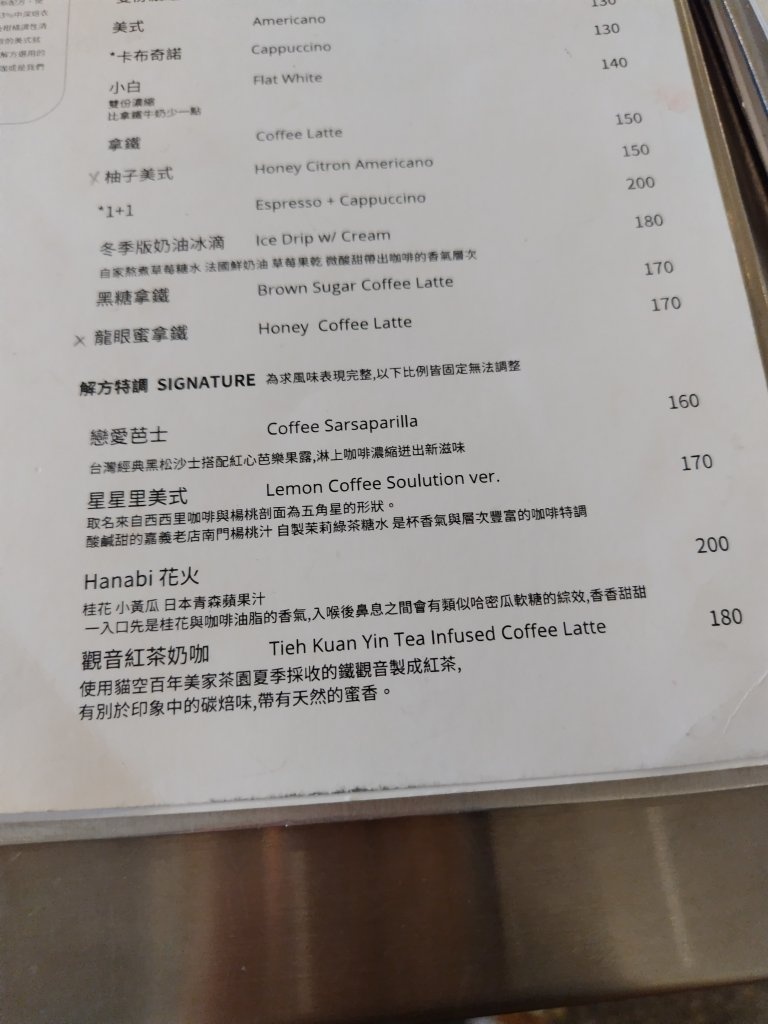 美式 Americano 130
*卡布奇諾 Cappuccino 130
小白 Flat White 140
雙份濃縮
比拿鐵牛奶少一點
拿鐵 Coffee Latte 150
柚子美式 Honey Citron Americano 150
*1+1 Espresso + Cappuccino 200
冬季版奶油冰滴 Ice Drip w/ Cream 180
自家熬煮草莓糖水 法國鮮奶油 草莓果乾 微酸甜帶出咖啡的香氣層次
黑糖拿鐵 Brown Sugar Coffee Latte 170
× 龍眼蜜拿鐵 Honey Coffee Latte 170
解方特調 SIGNATURE 為求風味表現完整,以下比例皆固定無法調整
戀愛芭士 Coffee Sarsaparilla 160
台灣經典黑松沙士搭配紅心芭樂果露,淋上咖啡濃縮迸出新滋味
星星里美式 Lemon Coffee Soulution ver. 170
取名來自西西里咖啡與楊桃剖面為五角星的形狀。
酸鹹甜的嘉義老店南門楊桃汁 自製茉莉綠茶糖水 是杯香氣與層次豐富的咖啡特調
Hanabi 花火 200
桂花 小黃瓜 日本青森蘋果汁
一入口先是桂花與咖啡油脂的香氣,入喉後鼻息之間會有類似哈密瓜軟糖的綜效,香香甜甜
觀音紅茶奶咖 Tieh Kuan Yin Tea Infused Coffee Latte 180
使用貓空百年美家茶園夏季採收的鐵觀音製成紅茶,
有別於印象中的碳焙味,帶有天然的蜜香。